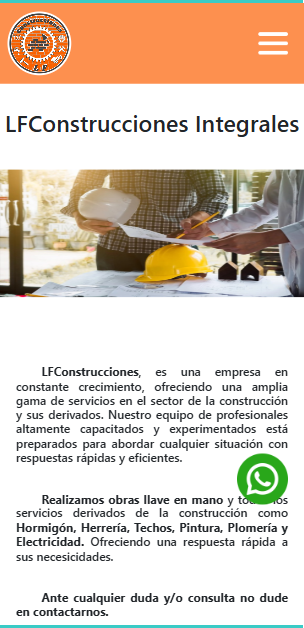 LFConstrucciones Integrales
LFConstrucciones, es una empresa en
constante crecimiento, ofreciendo una amplia
gama de servicios en el sector de la construcción
y sus derivados. Nuestro equipo de profesionales
altamente capacitados y experimentados está
preparados para abordar cualquier situación con
respuestas rápidas y eficientes.
Realizamos obras llave en mano y
servicios derivados de la construcción como
Hormigón, Herrería, Techos, Pintura, Plomería y
Electricidad. Ofreciendo una respuesta rápida a
sus necesicidades.
Ante cualquier duda y/o consulta no dude
en contactarnos.